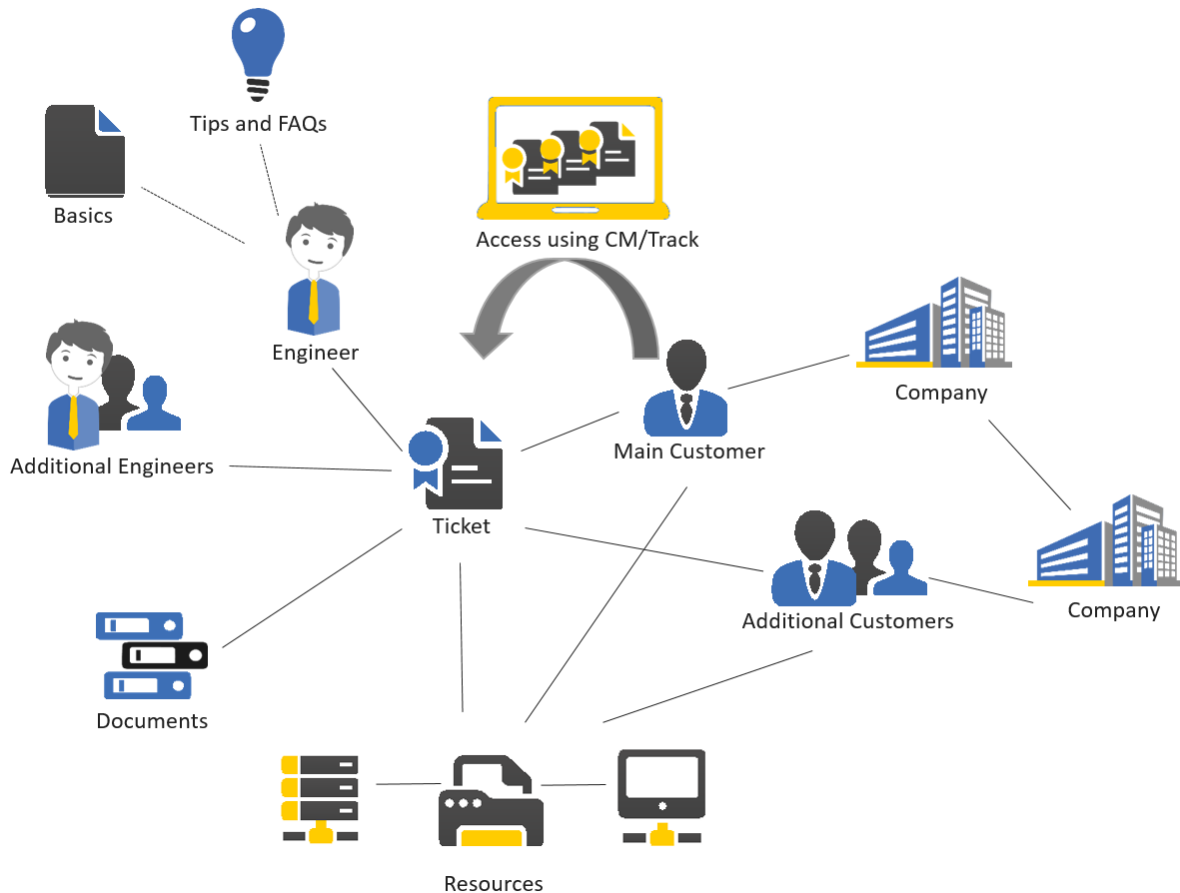 Tips and FAQs
Basics
Access using CM/Track
Engineer
Company
Main Customer
Additional Engineers
Ticket
Company
Additional Customers
Documents
Resources